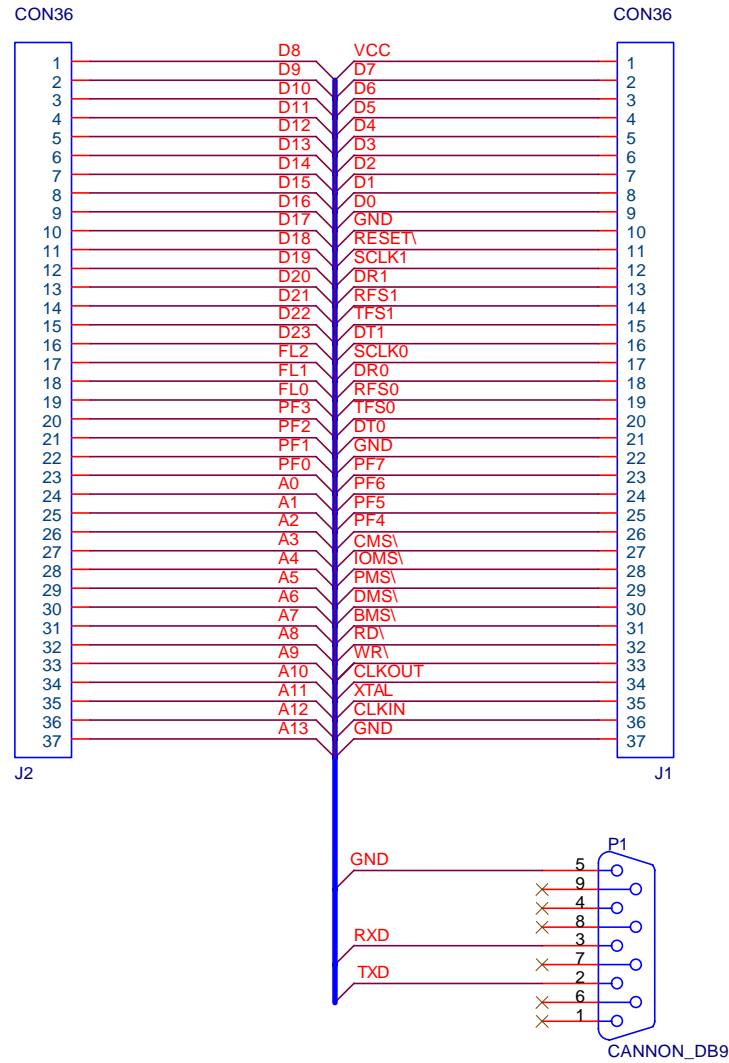 CON36 CON36
1 D8 VCC 1
2 D9 D7 2
3 D10 D6 3
4 D11 D5 4
5 D12 D4 5
6 D13 D3 6
7 D14 D2 7
8 D15 D1 8
9 D16 D0 9
10 D17 GND 10
11 D18 RESET\ 11
12 D19 SCLK1 12
13 D20 DR1 13
14 D21 RFS1 14
15 D22 TFS1 15
16 D23 DT1 16
17 FL2 SCLK0 17
18 FL1 DR0 18
19 FL0 RFS0 19
20 PF3 TFS0 20
21 PF2 DT0 21
22 PF1 GND 22
23 PF0 PF7 23
24 A0 PF6 24
25 A1 PF5 25
26 A2 PF4 26
27 A3 CMS\ 27
28 A4 IOMS\ 28
29 A5 PMS\ 29
30 A6 DMS\ 30
31 A7 BMS\ 31
32 A8 RD\ 32
33 A9 WR\ 33
34 A10 CLKOUT 34
35 A11 XTAL 35
36 A12 CLKIN 36
37 A13 GND 37
J2 J1
P1
GND 5
9
4
8
RXD 3
7
TXD 2
6
1
CANNON_DB9